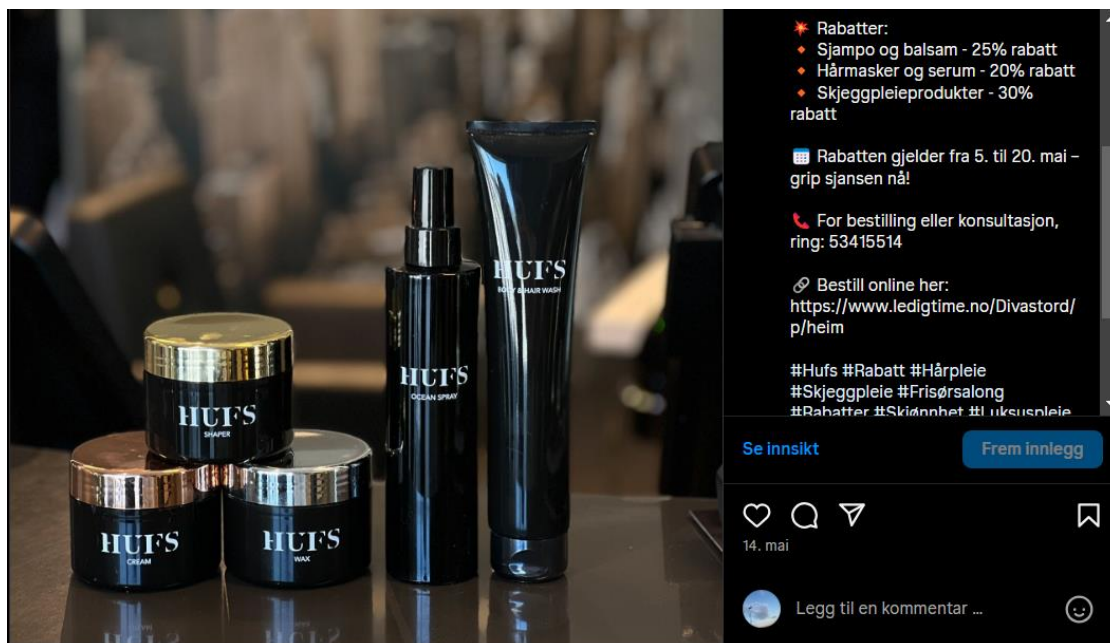 HUFS
SHAPER
HUFS
CREAM
HUFS
WAX
HUFS
OCEAN SPRAY
HUFS
BODY & HAIR WASH
💥 Rabatter:
🔸 Sjampo og balsam - 25% rabatt
🔸 Hårmasker og serum - 20% rabatt
🔸 Skjeggpleieprodukter - 30%
rabatt
📅 Rabatten gjelder fra 5. til 20. mai –
grip sjansen nå!
📞 For bestilling eller konsultasjon,
ring: 53415514
🔗 Bestill online her:
https://www.ledigtime.no/Divastord/
p/heim
#Hufs #Rabatt #Hårpleie
#Skjeggpleie #Frisørsalong
#Rabatter #Skjønnhet #Luksuspleie
Se innsikt
Frem innlegg
14. mai
Legg til en kommentar ...